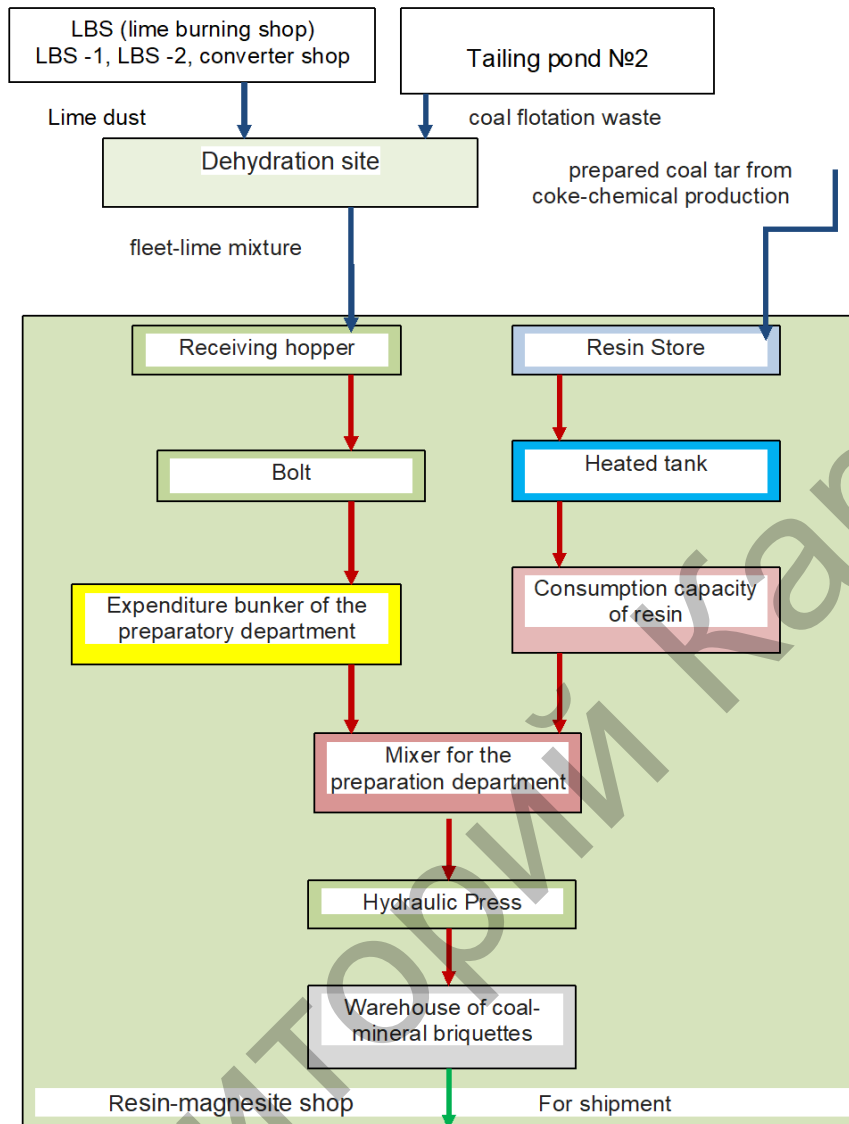 LBS (lime burning shop)
LBS -1, LBS -2, converter shop
Tailing pond №2
Lime dust
coal flotation waste
Dehydration site
prepared coal tar from
coke-chemical production
fleet-lime mixture
Receiving hopper
Resin Store
Bolt
Heated tank
Expenditure bunker of the
preparatory department
Consumption capacity
of resin
Mixer for the
preparation department
Hydraulic Press
Warehouse of coal-
mineral briquettes
Resin-magnesite shop
For shipment